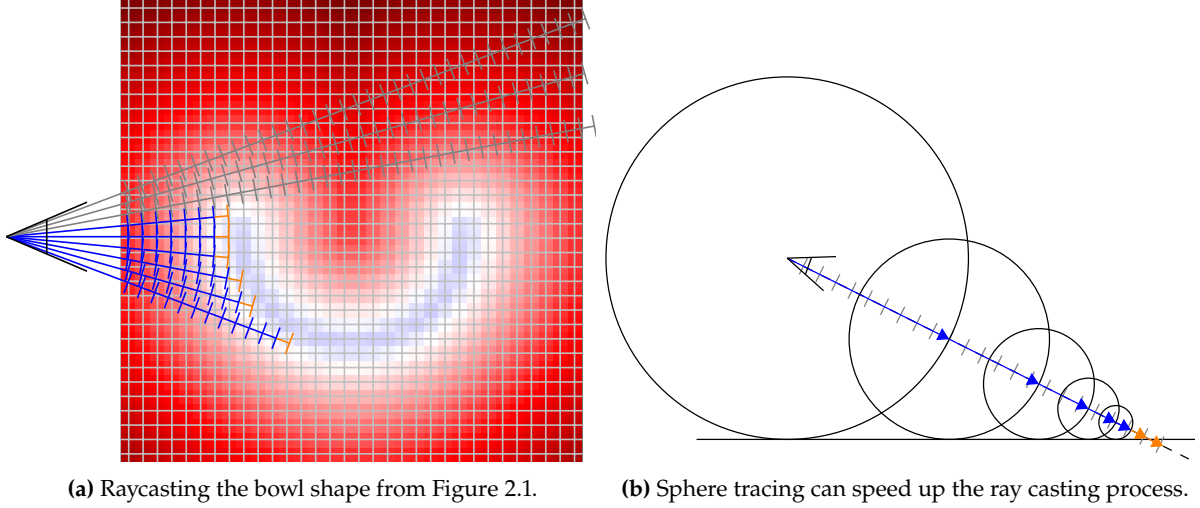 (a) Raycasting the bowl shape from Figure 2.1.
(b) Sphere tracing can speed up the ray casting process.